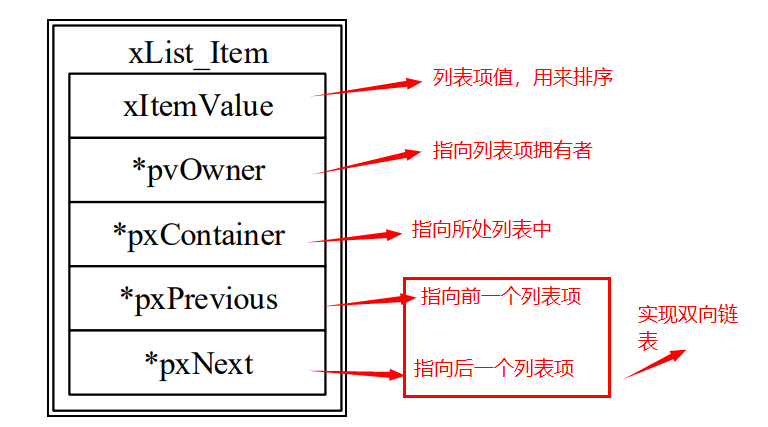 xList_Item
xItemValue
列表项值，用来排序
*pvOwner
指向列表项拥有者
*pxContainer
指向所处列表中
*pxPrevious
指向前一个列表项
*pxNext
指向后一个列表项
实现双向链
表